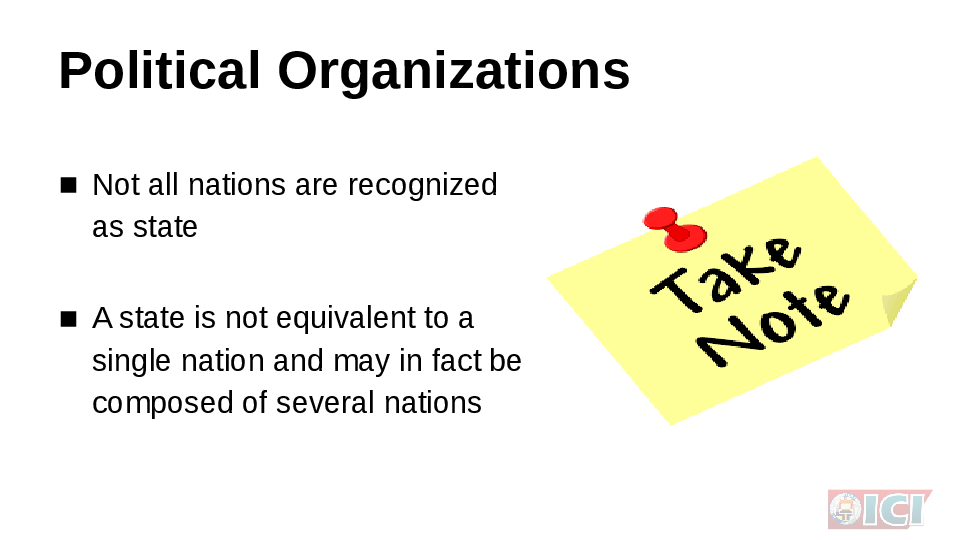 Political Organizations
■ Not all nations are recognized
as state
■ A state is not equivalent to a
single nation and may in fact be
composed of several nations
Take
Note
ICI